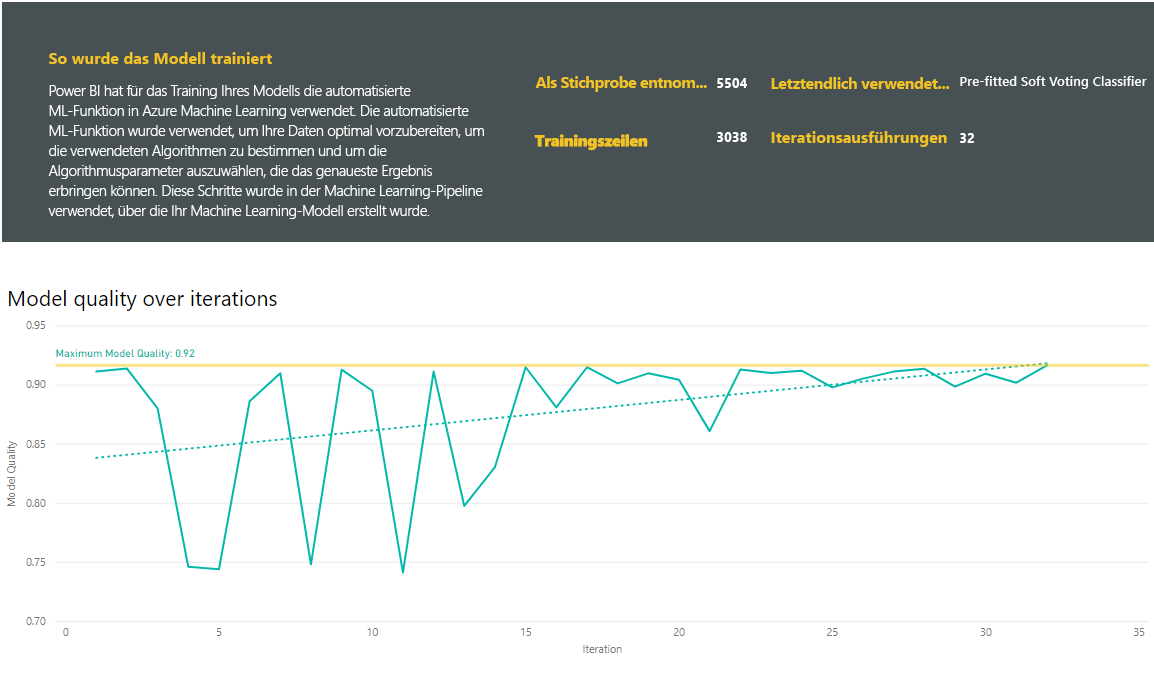 So wurde das Modell trainiert
Power BI hat für das Training Ihres Modells die automatisierte
ML-Funktion in Azure Machine Learning verwendet. Die automatisierte
ML-Funktion wurde verwendet, um Ihre Daten optimal vorzubereiten, um
die verwendeten Algorithmen zu bestimmen und um die
Algorithmusparameter auszuwählen, die das genaueste Ergebnis
erbringen können. Diese Schritte wurde in der Machine Learning-Pipeline
verwendet, über die Ihr Machine Learning-Modell erstellt wurde.
Als Stichprobe entnom... 5504
Letztendlich verwendet... Pre-fitted Soft Voting Classifier
Trainingszeilen 3038
Iterationsausführungen 32
Model quality over iterations
0.95
Maximum Model Quality: 0.92
0.90
0.85
0.80
0.75
0.70
Model Quality
0 5 10 15 20 25 30 35
Iteration